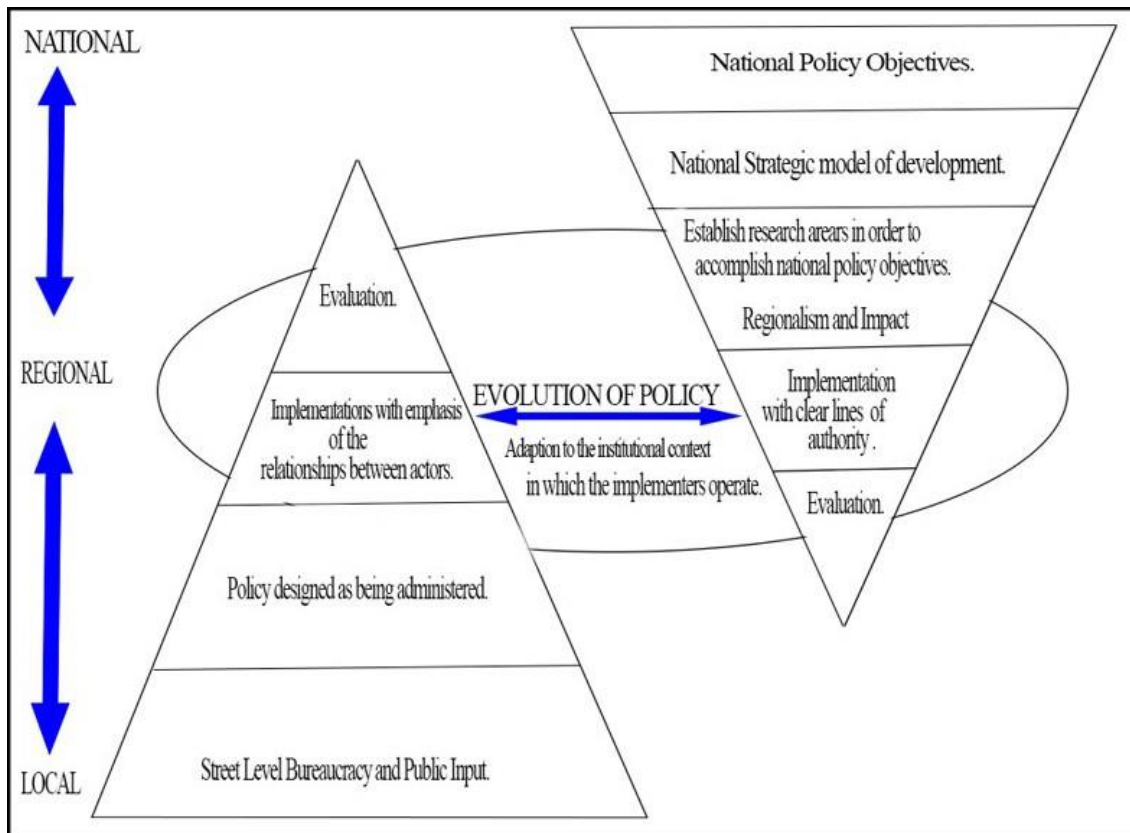 NATIONAL
REGIONAL
LOCAL
Evaluation.
Implementations with emphasis
of the
relationships between actors.
Policy designed as being administered.
Street Level Bureaucracy and Public Input.
EVOLUTION OF POLICY
Adaption to the institutional context
in which the implementers operate.
National Policy Objectives.
National Strategic model of development.
Establish research arears in order to
accomplish national policy objectives.
Regionalism and Impact
Implementation
with clear lines of
authority .
Evaluation.